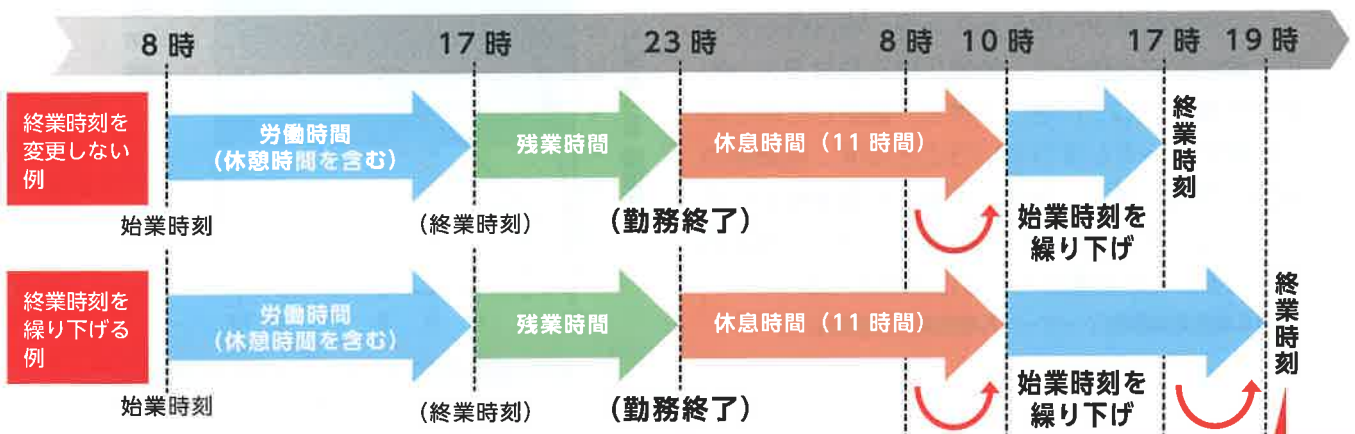 8時 17時 23時 8時 10時 17時 19時
終業時刻を
変更しない
例
労働時間
(休憩時間を含む)
残業時間
休息時間(11時間)
終業時刻
始業時刻
(終業時刻)
(勤務終了)
始業時刻を
繰り下げ
終業時刻を
繰り下げる
例
労働時間
(休憩時間を含む)
残業時間
休息時間(11時間)
終業時刻
始業時刻
(終業時刻)
(勤務終了)
始業時刻を
繰り下げ